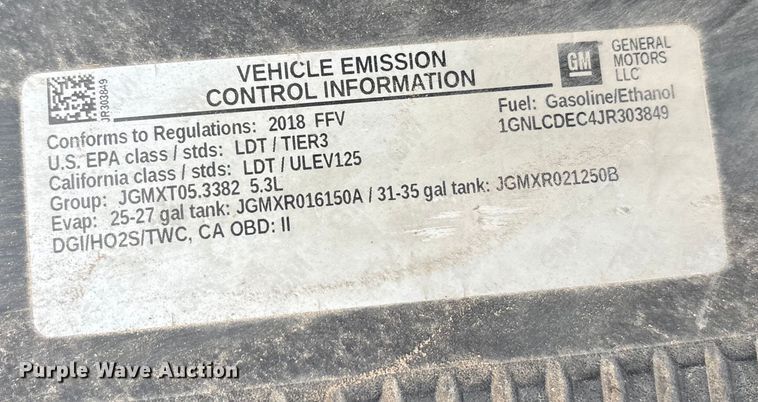 JR303849
VEHICLE EMISSION
CONTROL INFORMATION
GM
GENERAL
MOTORS
LLC
Conforms to Regulations: 2018 FFV
Fuel: Gasoline/Ethanol
U.S. EPA class / stds: LDT / TIER3
1GNLCDEC4JR303849
California class / stds: LDT / ULEV125
Group: JGMXT05.3382 5.3L
Evap: 25-27 gal tank: JGMXR016150A / 31-35 gal tank: JGMXR021250B
DGI/HO2S/TWC, CA OBD: II
Purple Wave Auction